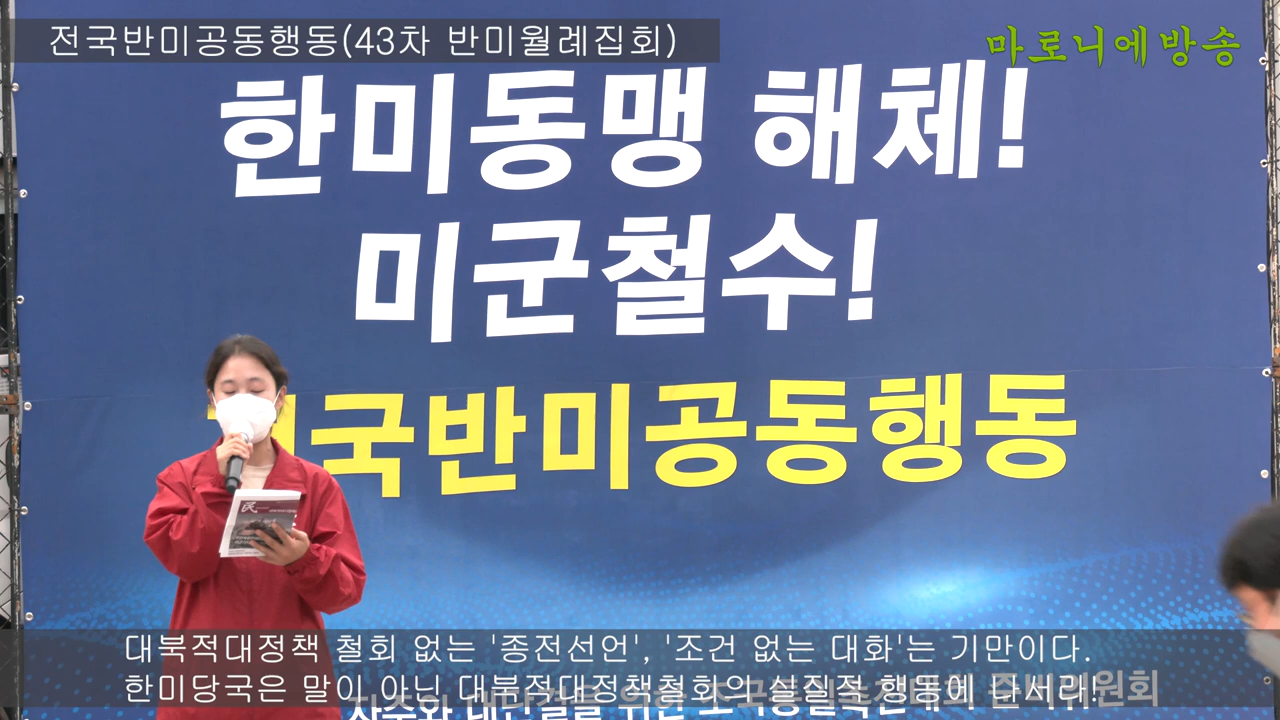 전국반미공동행동(43차 반미월례집회)
마로니에방송
한미동맹 해체!
미군철수!
국반미공동행동
民
대북적대정책 철회 없는 '종전선언', '조건 없는 대화'는 기만이다.
한미당국은 말이 아닌 대북적대정책철회의 실질적 행동에 나서라!